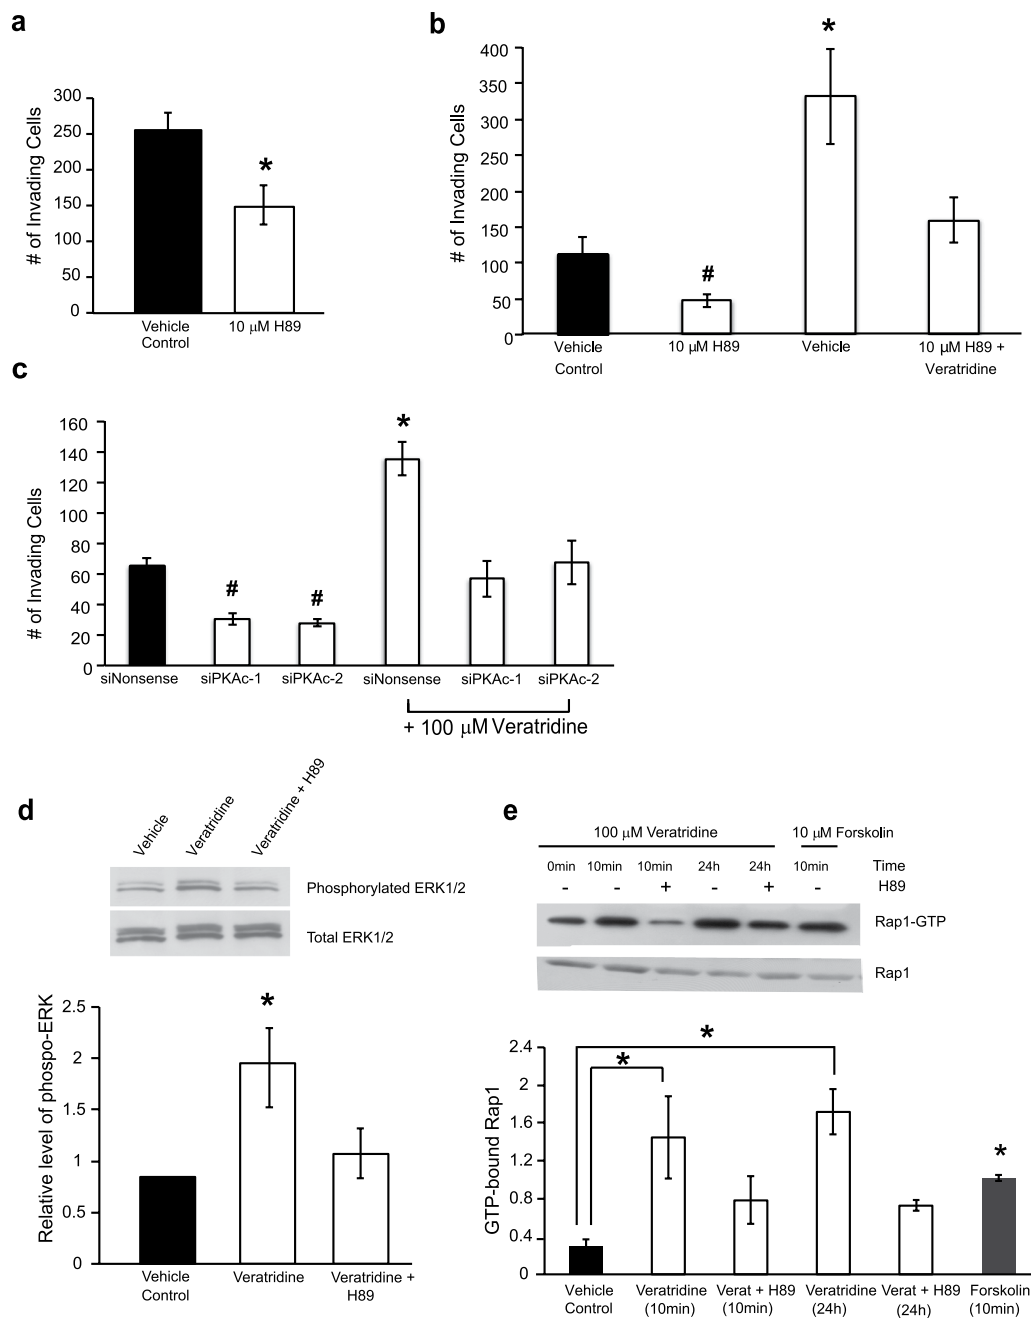 a
300
250
200
150
100
50
0
# of Invading Cells
*
Vehicle
Control
10 µM H89
b
400
350
300
250
200
150
100
50
0
# of Invading Cells
#
*
Vehicle
Control
10 µM H89
Vehicle
10 µM H89 +
Veratridine
c
160
140
120
100
80
60
40
20
0
# of Invading Cells
#
#
*
siNonsense
siPKAc-1
siPKAc-2
siNonsense
siPKAc-1
siPKAc-2
+ 100 µM Veratridine
d
Vehicle
Veratridine
Veratridine + H89
Phosphorylated ERK1/2
Total ERK1/2
2.5
2
1.5
1
0.5
0
Relative level of phospo-ERK
*
Vehicle
Control
Veratridine
Veratridine +
H89
e
100 µM Veratridine
10 µM Forskolin
0min 10min 10min 24h 24h 10min Time
- - + - + - H89
Rap1-GTP
Rap1
2.4
2
1.6
1.2
0.8
0.4
0
GTP-bound Rap1
*
*
*
Vehicle
Control
Veratridine
(10min)
Verat + H89
(10min)
Veratridine
(24h)
Verat + H89
(24h)
Forskolin
(10min)